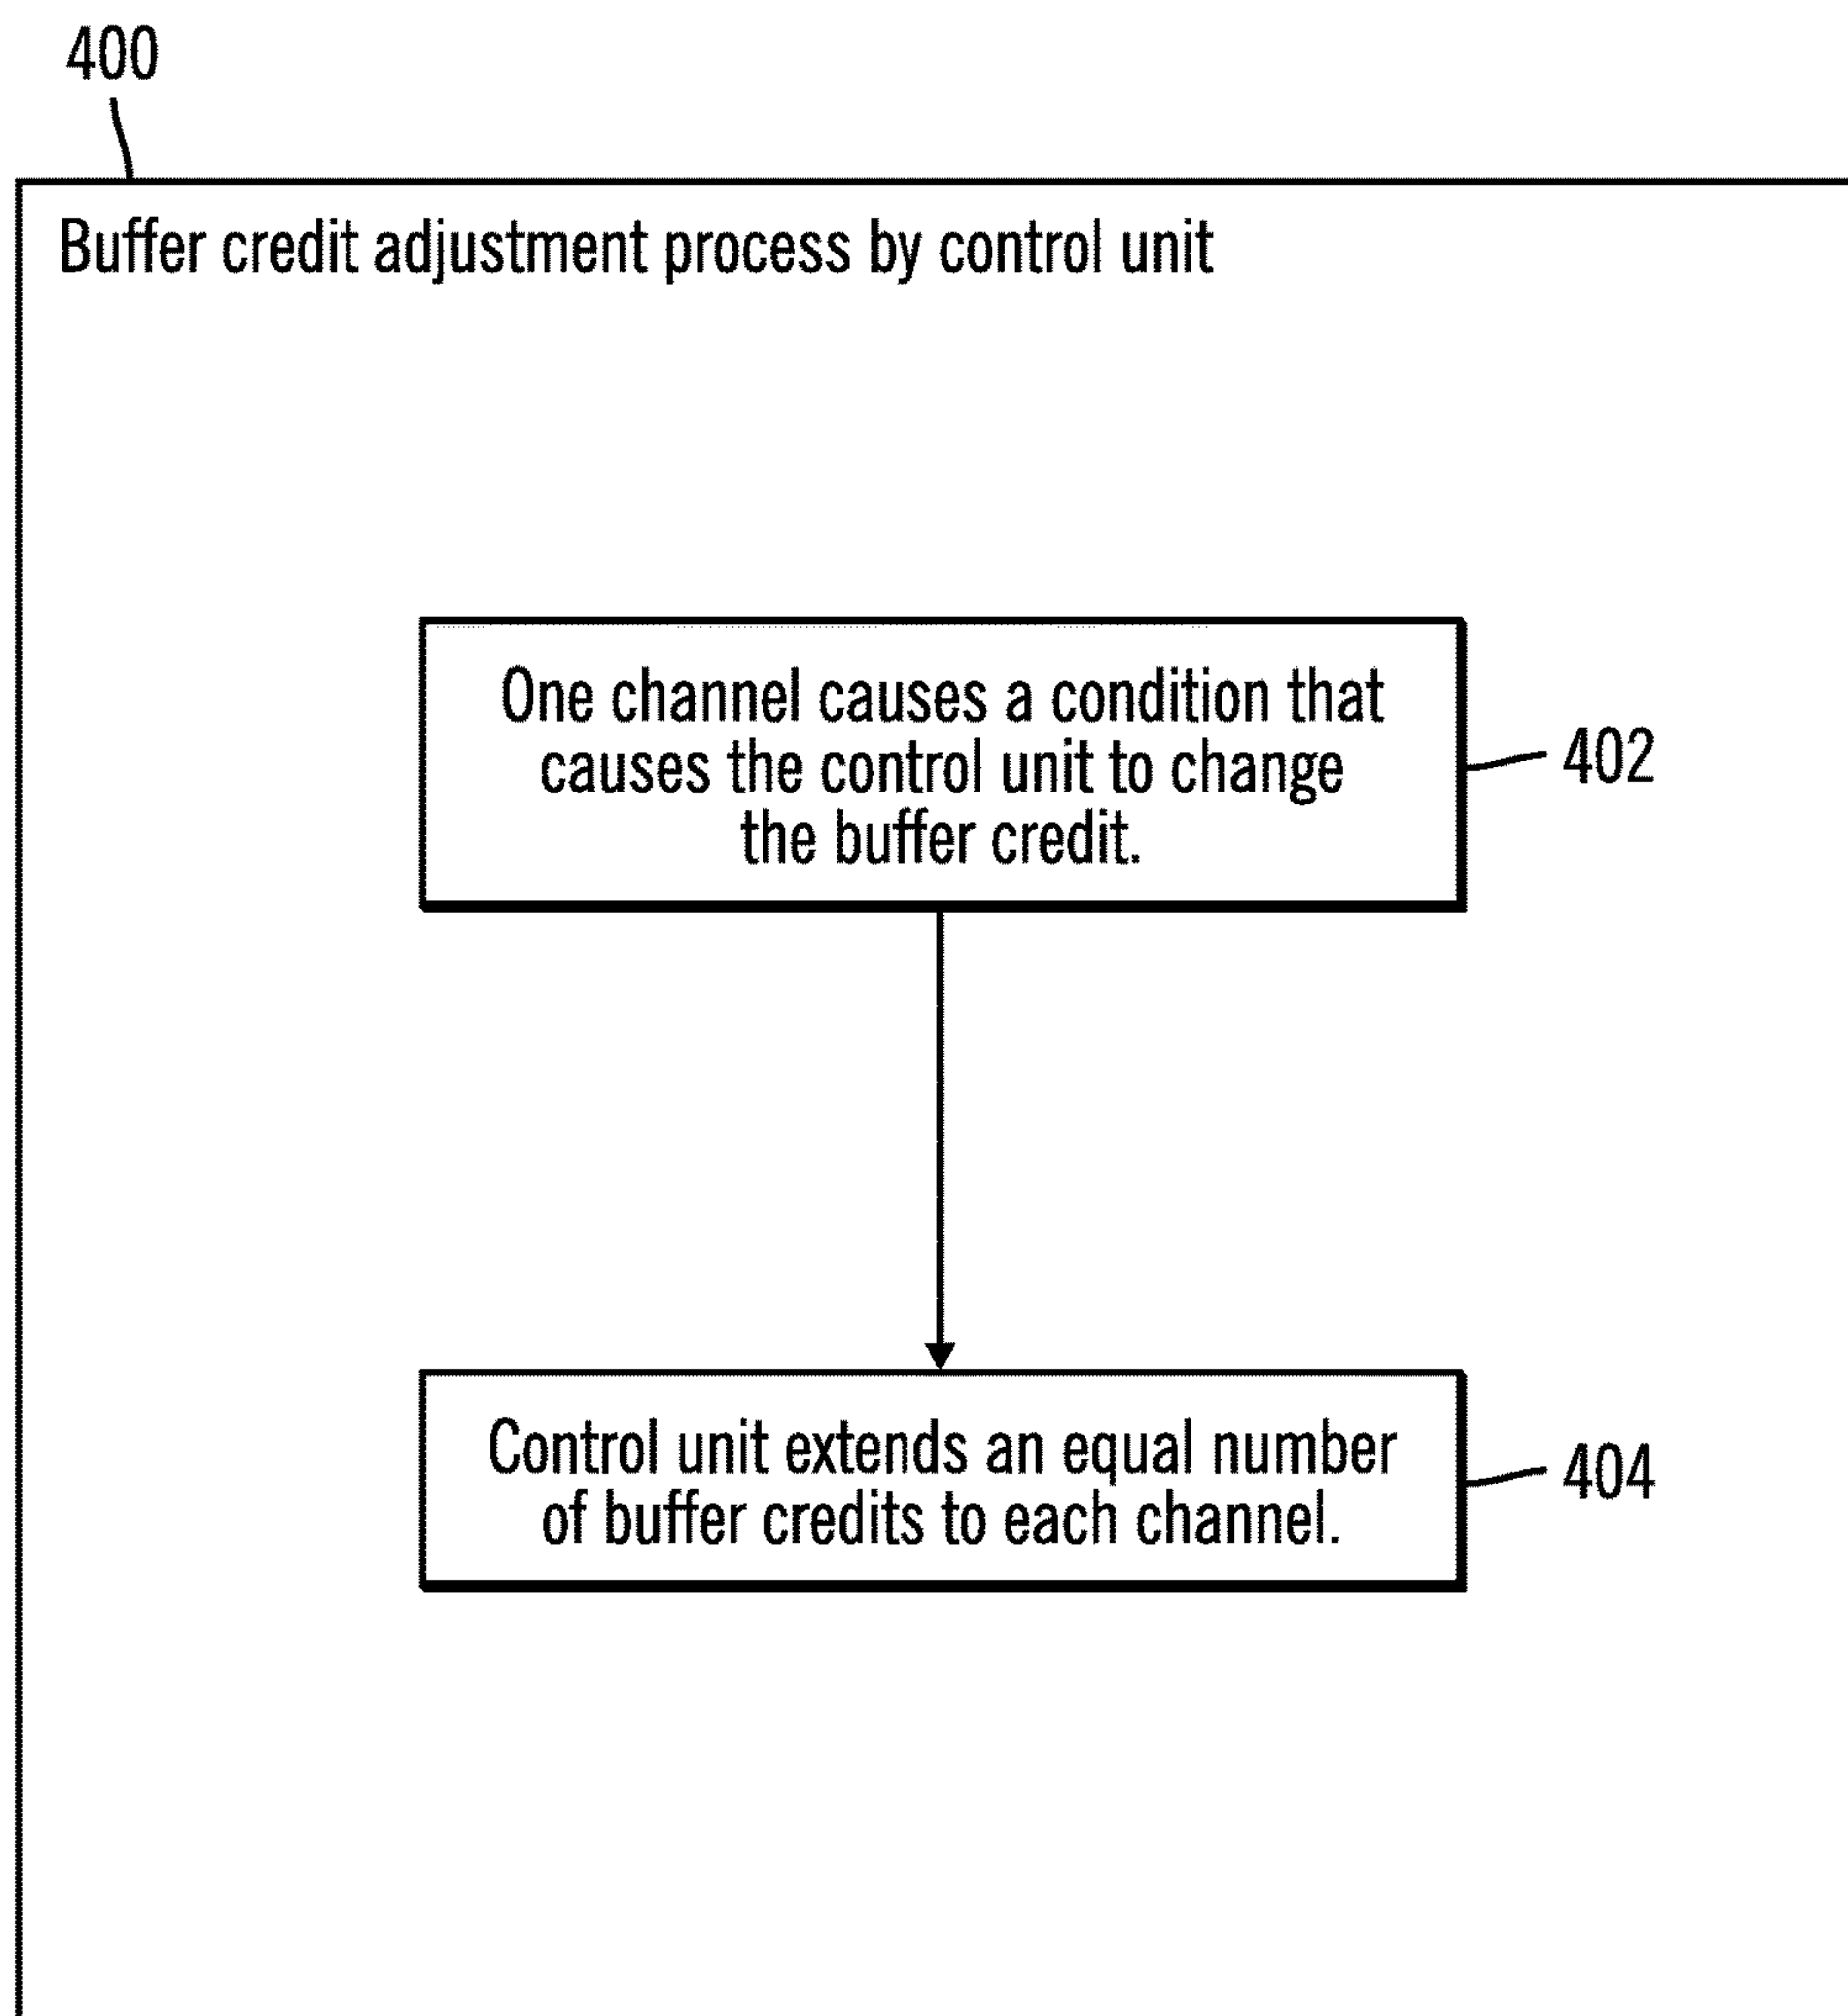 400
Buffer credit adjustment process by control unit
One channel causes a condition that
causes the control unit to change
the buffer credit.
402
Control unit extends an equal number
of buffer credits to each channel.
404